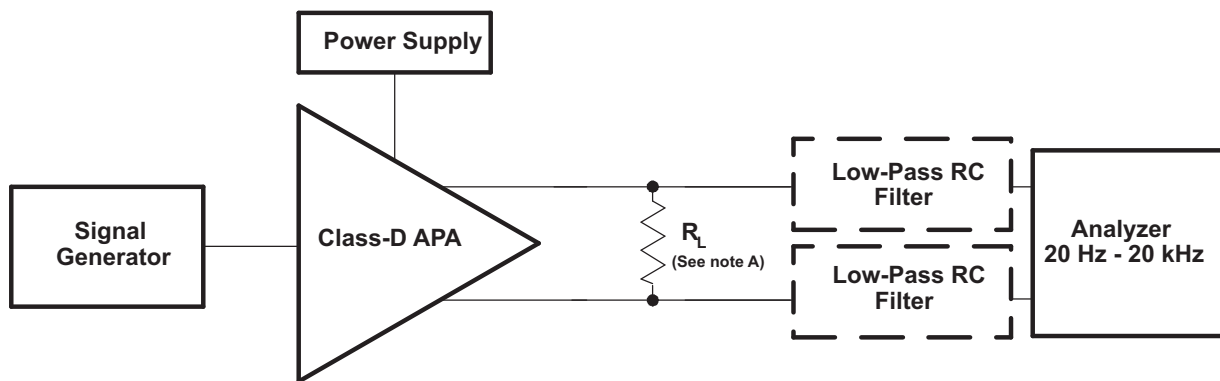 Power Supply
Signal
Generator
Class-D APA
R_L
(See note A)
Low-Pass RC
Filter
Low-Pass RC
Filter
Analyzer
20 Hz - 20 kHz